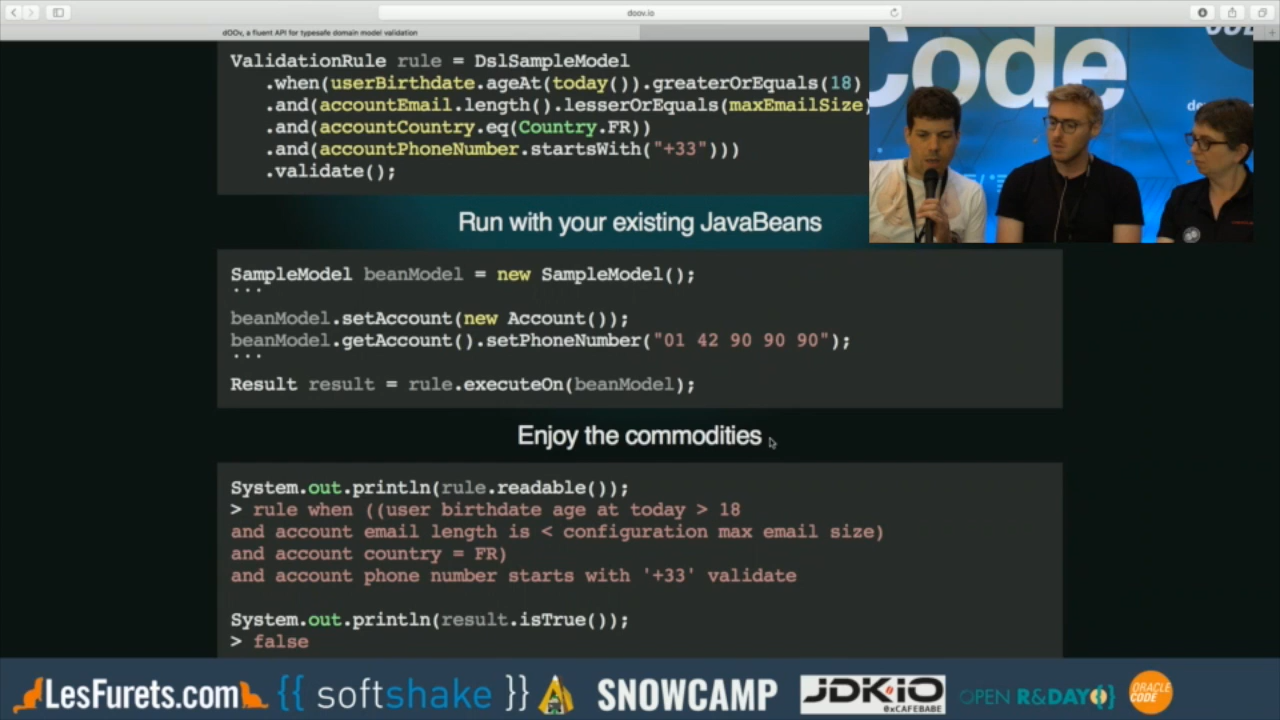 doov.io
dOOv, a fluent API for typesafe domain model validation
ValidationRule rule = DslSampleModel
.when(userBirthdate.ageAt(today()).greaterOrEquals(18)
.and(accountEmail.length().lesserOrEquals(maxEmailSize)
.and(accountCountry.eq(Country.FR))
.and(accountPhoneNumber.startsWith("+33")))
.validate();
Code
Run with your existing JavaBeans
SampleModel beanModel = new SampleModel();
...
beanModel.setAccount(new Account());
beanModel.getAccount().setPhoneNumber("01 42 90 90 90");
...
Result result = rule.executeOn(beanModel);
Enjoy the commodities
System.out.println(rule.readable());
> rule when ((user birthdate age at today > 18
and account email length is < configuration max email size)
and account country = FR)
and account phone number starts with '+33' validate
System.out.println(result.isTrue());
> false
LesFurets.com {{ softshake }} SNOWCAMP JDK.IO @xCAFEBABE OPEN R&DAY{} ORACLE CODE